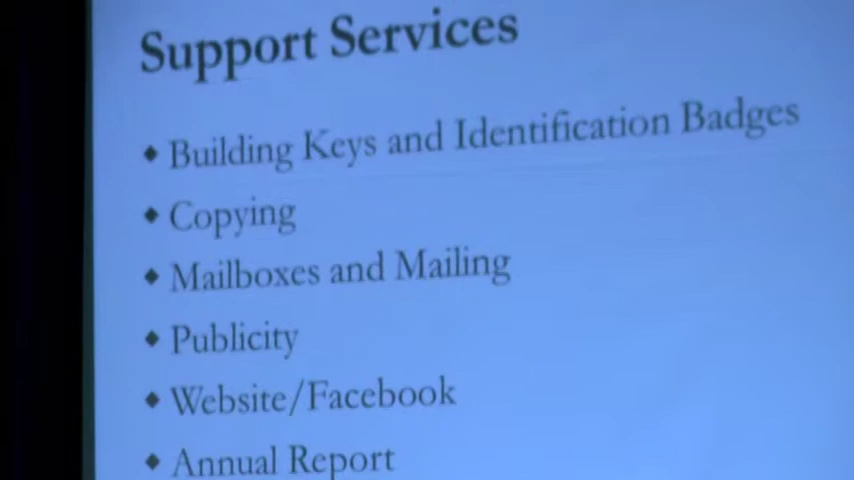 Support Services
◆ Building Keys and Identification Badges
◆ Copying
◆ Mailboxes and Mailing
◆ Publicity
◆ Website/Facebook
◆ Annual Report